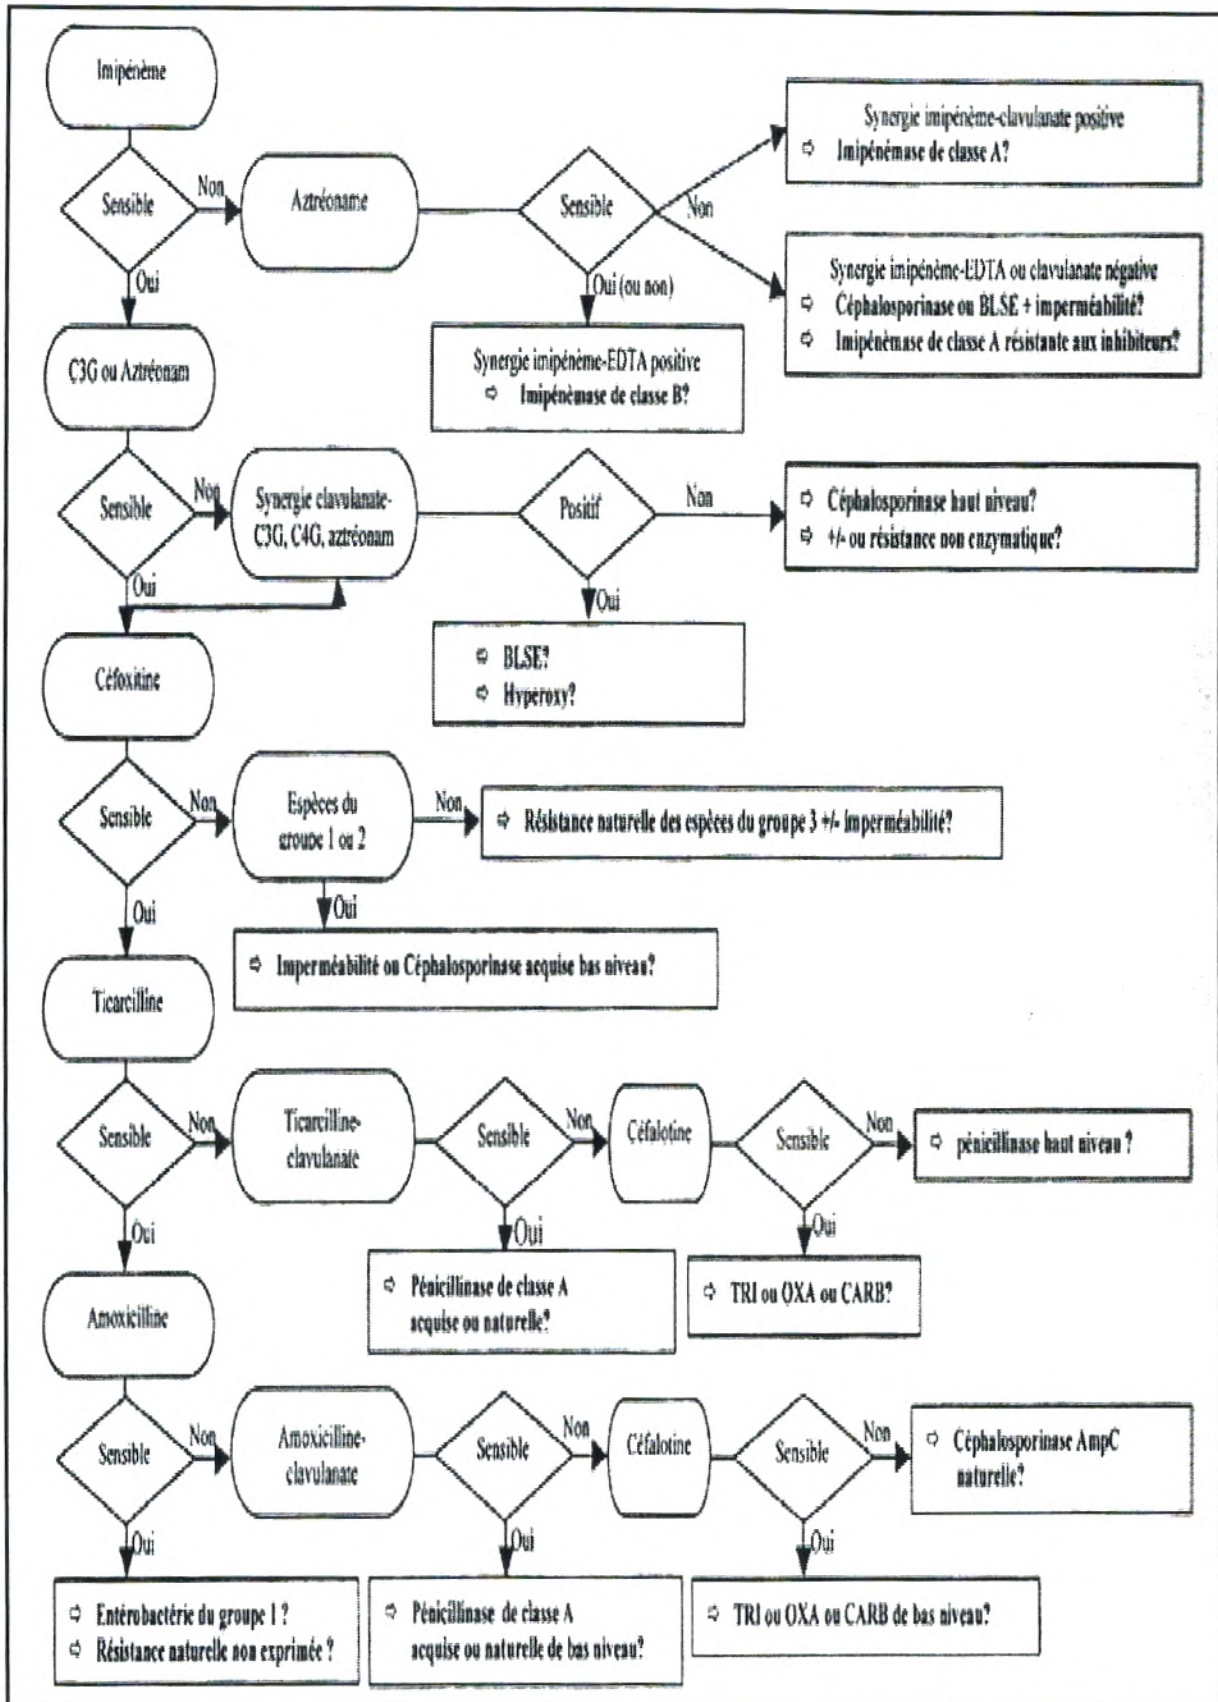 Imipénème
Sensible
Non
Aztréoname
Sensible
Non
Synergie imipénème-clavulanate positive
⇨ Imipénémase de classe A?
Oui
Oui (ou non)
Synergie imipénème-EDTA ou clavulanate négative
⇨ Céphalosporinase ou BLSE + imperméabilité?
⇨ Imipénèmase de classe A résistante aux inhibiteurs?
Synergie imipénème-EDTA positive
⇨ Imipénèmase de classe B?
C3G ou Aztréonam
Sensible
Non
Synergie clavulanate-
C3G, C4G, aztréonam
Positif
Non
⇨ Céphalosporinase haut niveau?
⇨ +/- ou résistance non enzymatique?
Oui
Oui
⇨ BLSE?
⇨ Hyperoxy?
Céfoxitine
Sensible
Non
Espèces du
groupe 1 ou 2
Non
⇨ Résistance naturelle des espèces du groupe 3 +/- imperméabilité?
Oui
Oui
⇨ Imperméabilité ou Céphalosporinase acquise bas niveau?
Ticarcilline
Sensible
Non
Ticarcilline-
clavulanate
Sensible
Non
Céfalotine
Sensible
Non
⇨ pénicillinase haut niveau ?
Oui
Oui
Oui
⇨ Pénicillinase de classe A
acquise ou naturelle?
⇨ TRI ou OXA ou CARB?
Amoxicilline
Sensible
Non
Amoxicilline-
clavulanate
Sensible
Non
Céfalotine
Sensible
Non
⇨ Céphalosporinase AmpC
naturelle?
Oui
Oui
Oui
⇨ Entérobactérie du groupe 1 ?
⇨ Résistance naturelle non exprimée ?
⇨ Pénicillinase de classe A
acquise ou naturelle de bas niveau?
⇨ TRI ou OXA ou CARB de bas niveau?